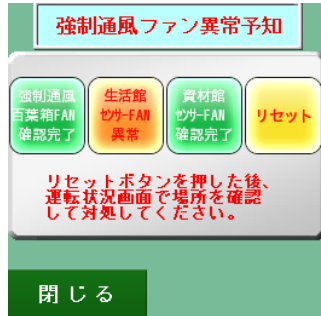 強制通風ファン異常予知
強制通風
百葉箱FAN
確認完了
生活館
ｾﾝｻｰFAN
異常
資材館
ｾﾝｻｰFAN
確認完了
リセット
リセットボタンを押した後、
運転状況画面で場所を確認
して対処してください。
閉じる